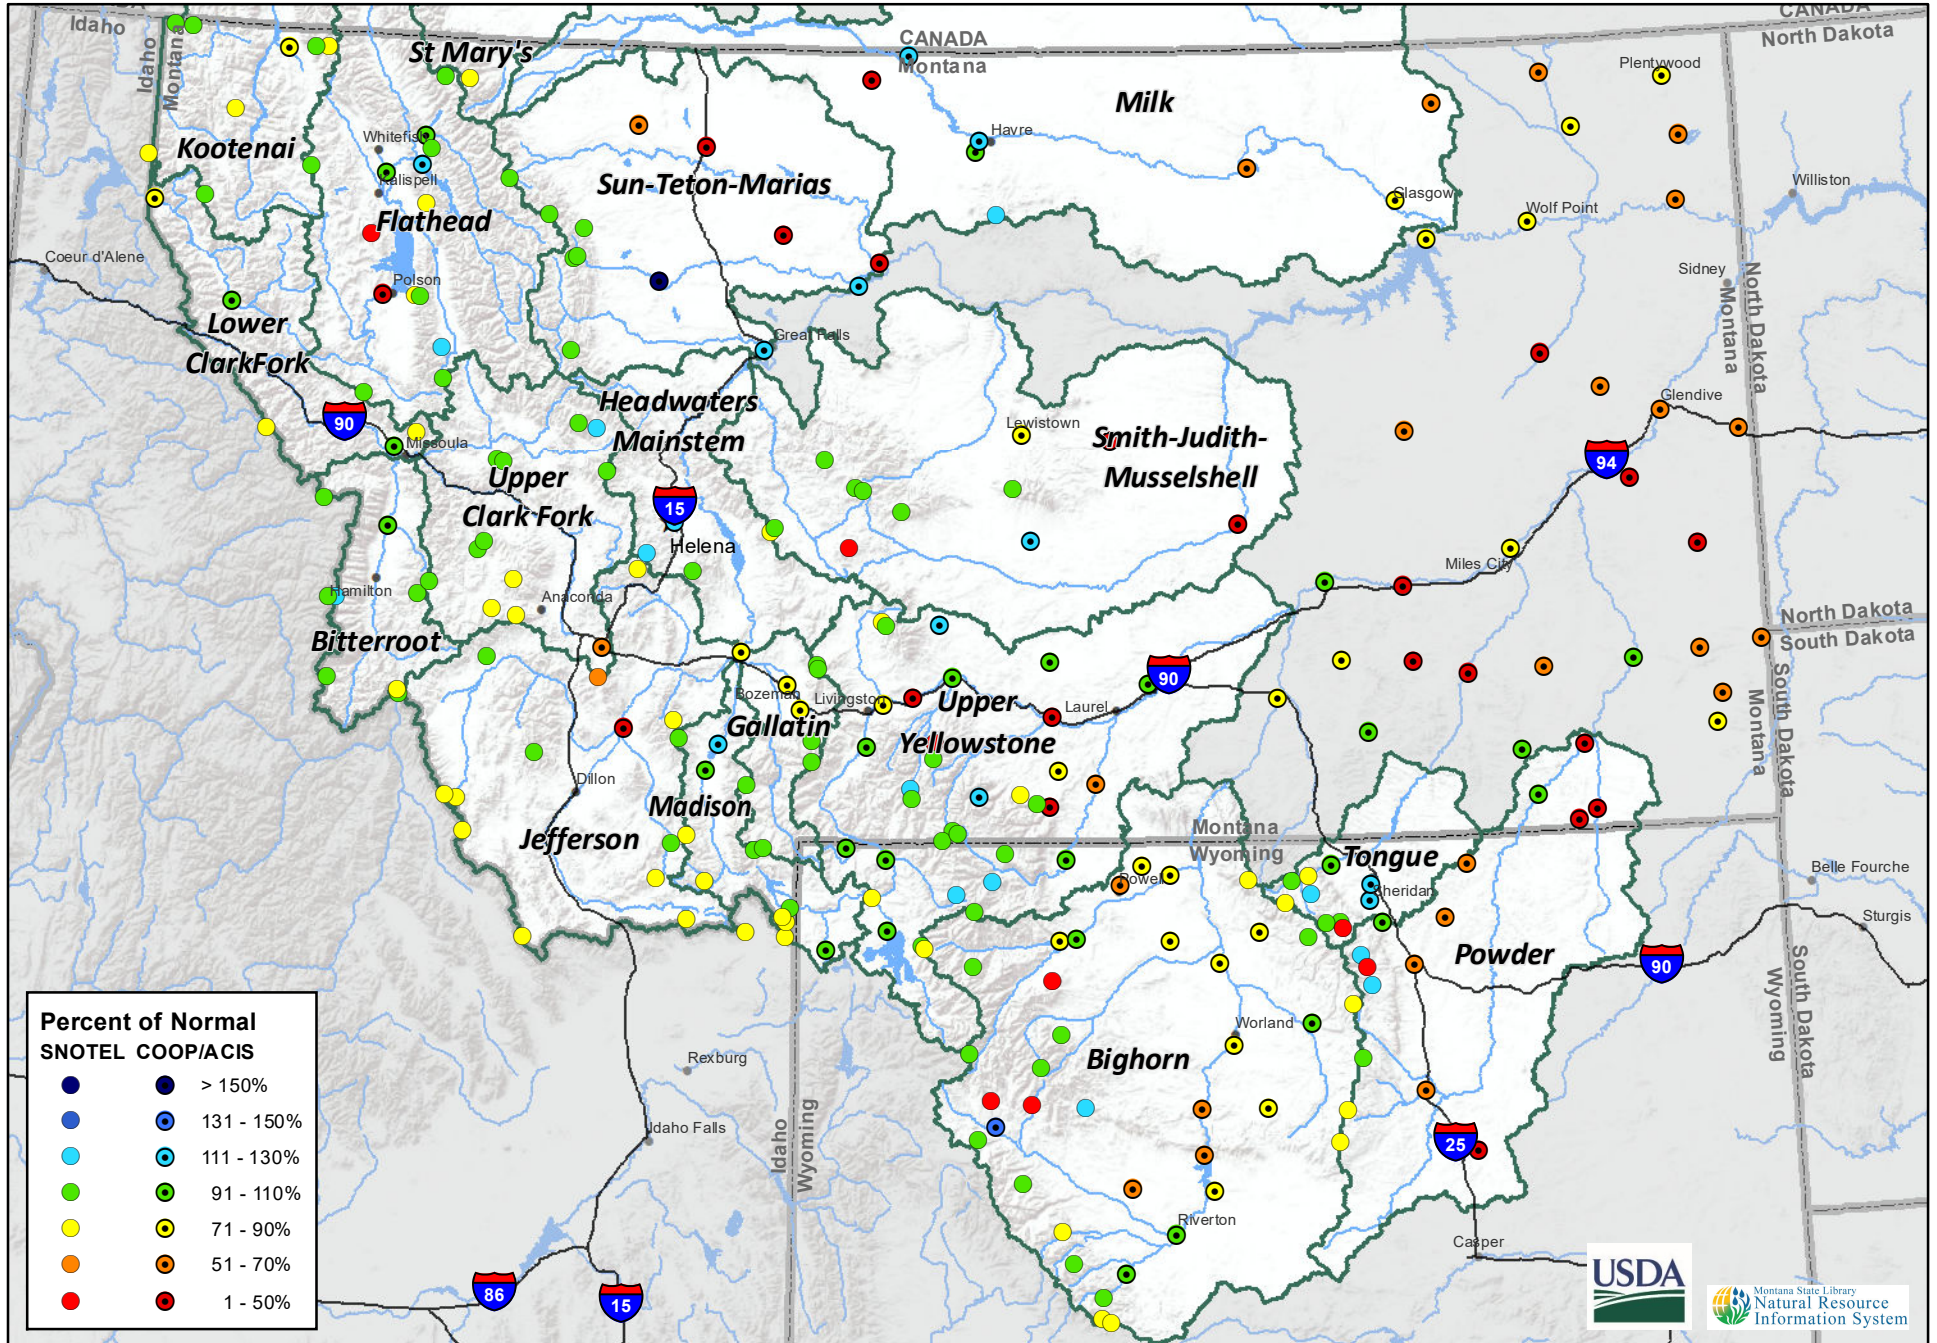 Idaho
CANADA
North Dakota
St Mary's
CANADA
Montana
Idaho
Montana
Milk
Plentywood
Whitefish
Havre
Kootenai
Kalispell
Sun-Teton-Marias
Glasgow
Williston
Flathead
Wolf Point
Coeur d'Alene
Polson
Sidney
North Dakota
Montana
Lower
ClarkFork
Great Falls
90
Headwaters
Mainstem
Lewistown
Smith-Judith-
Musselshell
Glendive
94
Missoula
Upper
Clark Fork
15
Helena
Miles City
Hamilton
Anaconda
North Dakota
South Dakota
Bitterroot
90
Bozeman
Livingston
Upper
Yellowstone
Laurel
Gallatin
South Dakota
Montana
Dillon
Madison
Jefferson
Montana
Wyoming
Tongue
Powell
Sheridan
Belle Fourche
Sturgis
Powder
90
South Dakota
Wyoming
Percent of Normal
SNOTEL COOP/ACIS
> 150%
131 - 150%
111 - 130%
91 - 110%
71 - 90%
51 - 70%
1 - 50%
Rexburg
Worland
Bighorn
Idaho Falls
Idaho
Wyoming
25
Riverton
Casper
86
15
USDA
Montana State Library
Natural Resource
Information System